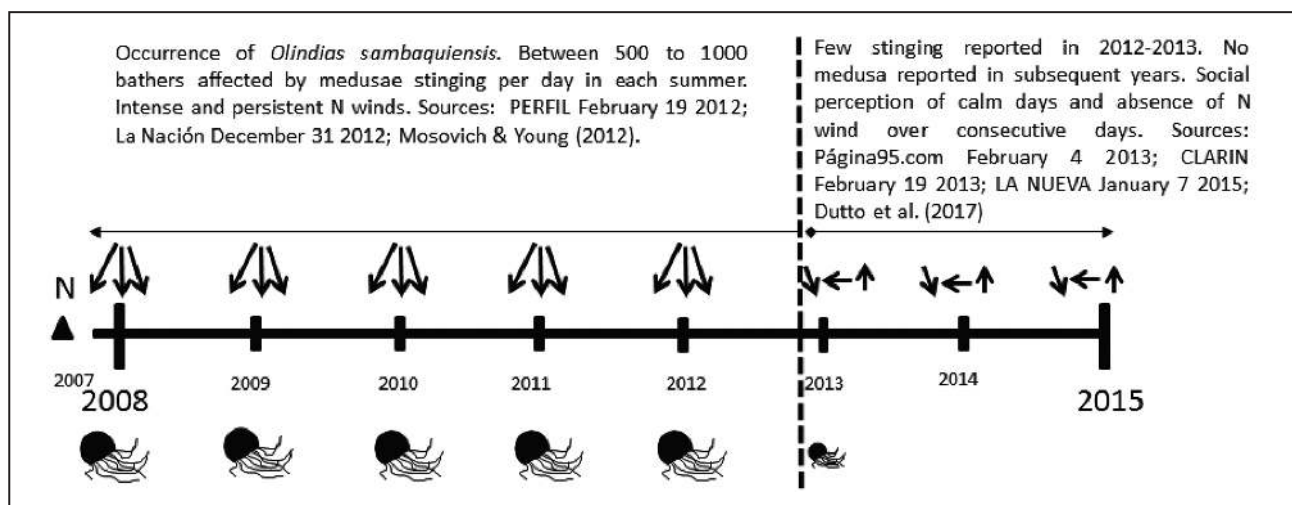 Occurrence of Olindias sambaquiensis. Between 500 to 1000
bathers affected by medusae stinging per day in each summer.
Intense and persistent N winds. Sources: PERFIL February 19 2012;
La Nación December 31 2012; Mosovich & Young (2012).
Few stinging reported in 2012-2013. No
medusa reported in subsequent years. Social
perception of calm days and absence of N
wind over consecutive days. Sources:
Página95.com February 4 2013; CLARIN
February 19 2013; LA NUEVA January 7 2015;
Dutto et al. (2017)
N
2007
2008
2009
2010
2011
2012
2013
2014
2015